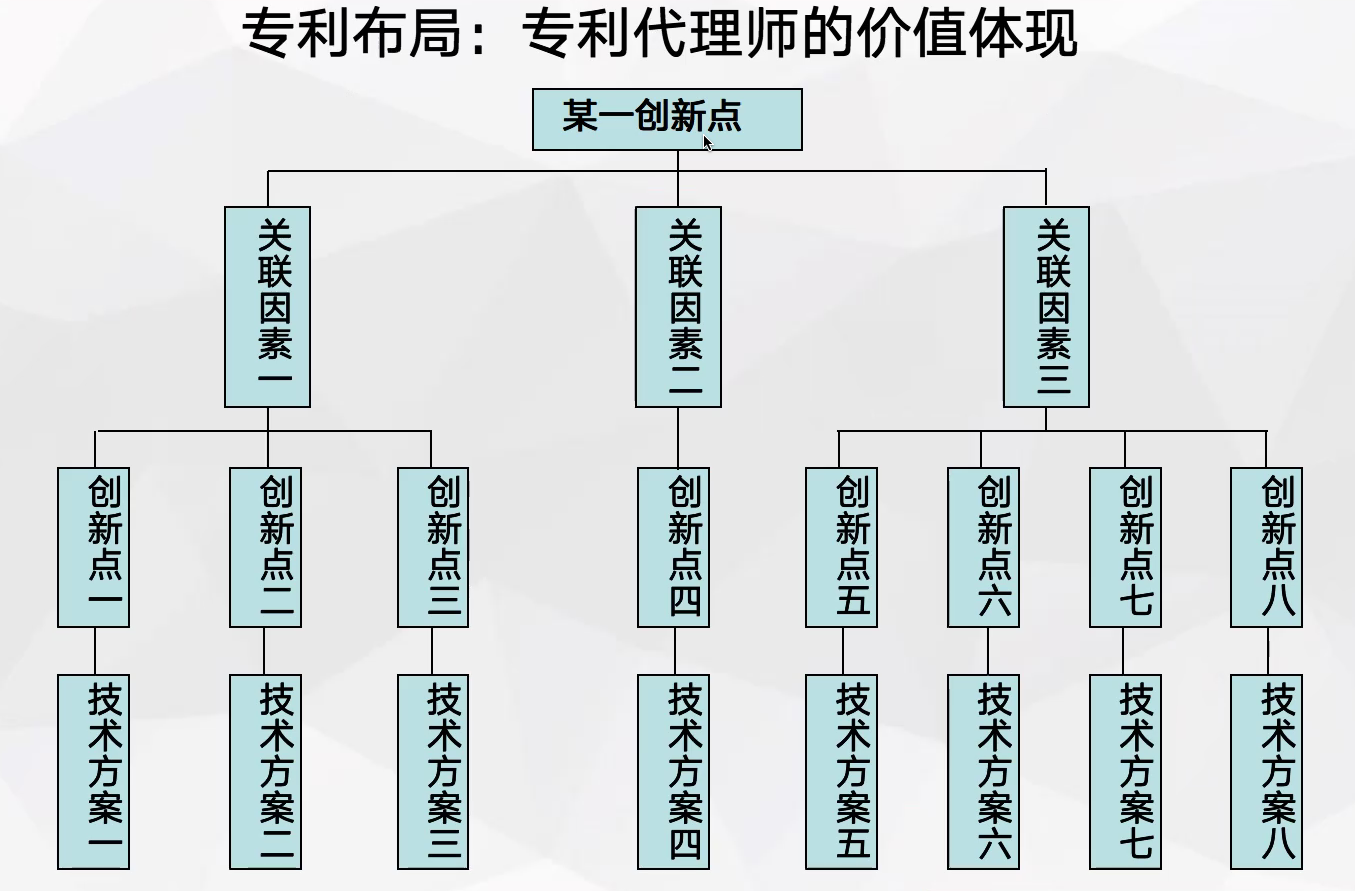 专利布局：专利代理师的价值体现
某一创新点
关联因素一
关联因素二
关联因素三
创新点一
创新点二
创新点三
创新点四
创新点五
创新点六
创新点七
创新点八
技术方案一
技术方案二
技术方案三
技术方案四
技术方案五
技术方案六
技术方案七
技术方案八